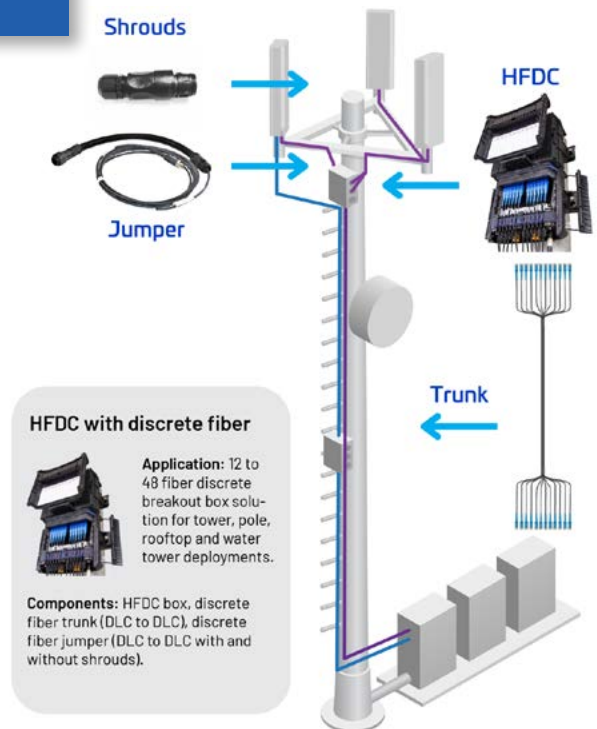 Shrouds
HFDC
Jumper
Trunk
HFDC with discrete fiber
Application: 12 to
48 fiber discrete
breakout box solu-
tion for tower, pole,
rooftop and water
tower deployments.
Components: HFDC box, discrete
fiber trunk (DLC to DLC), discrete
fiber jumper (DLC to DLC with and
without shrouds).